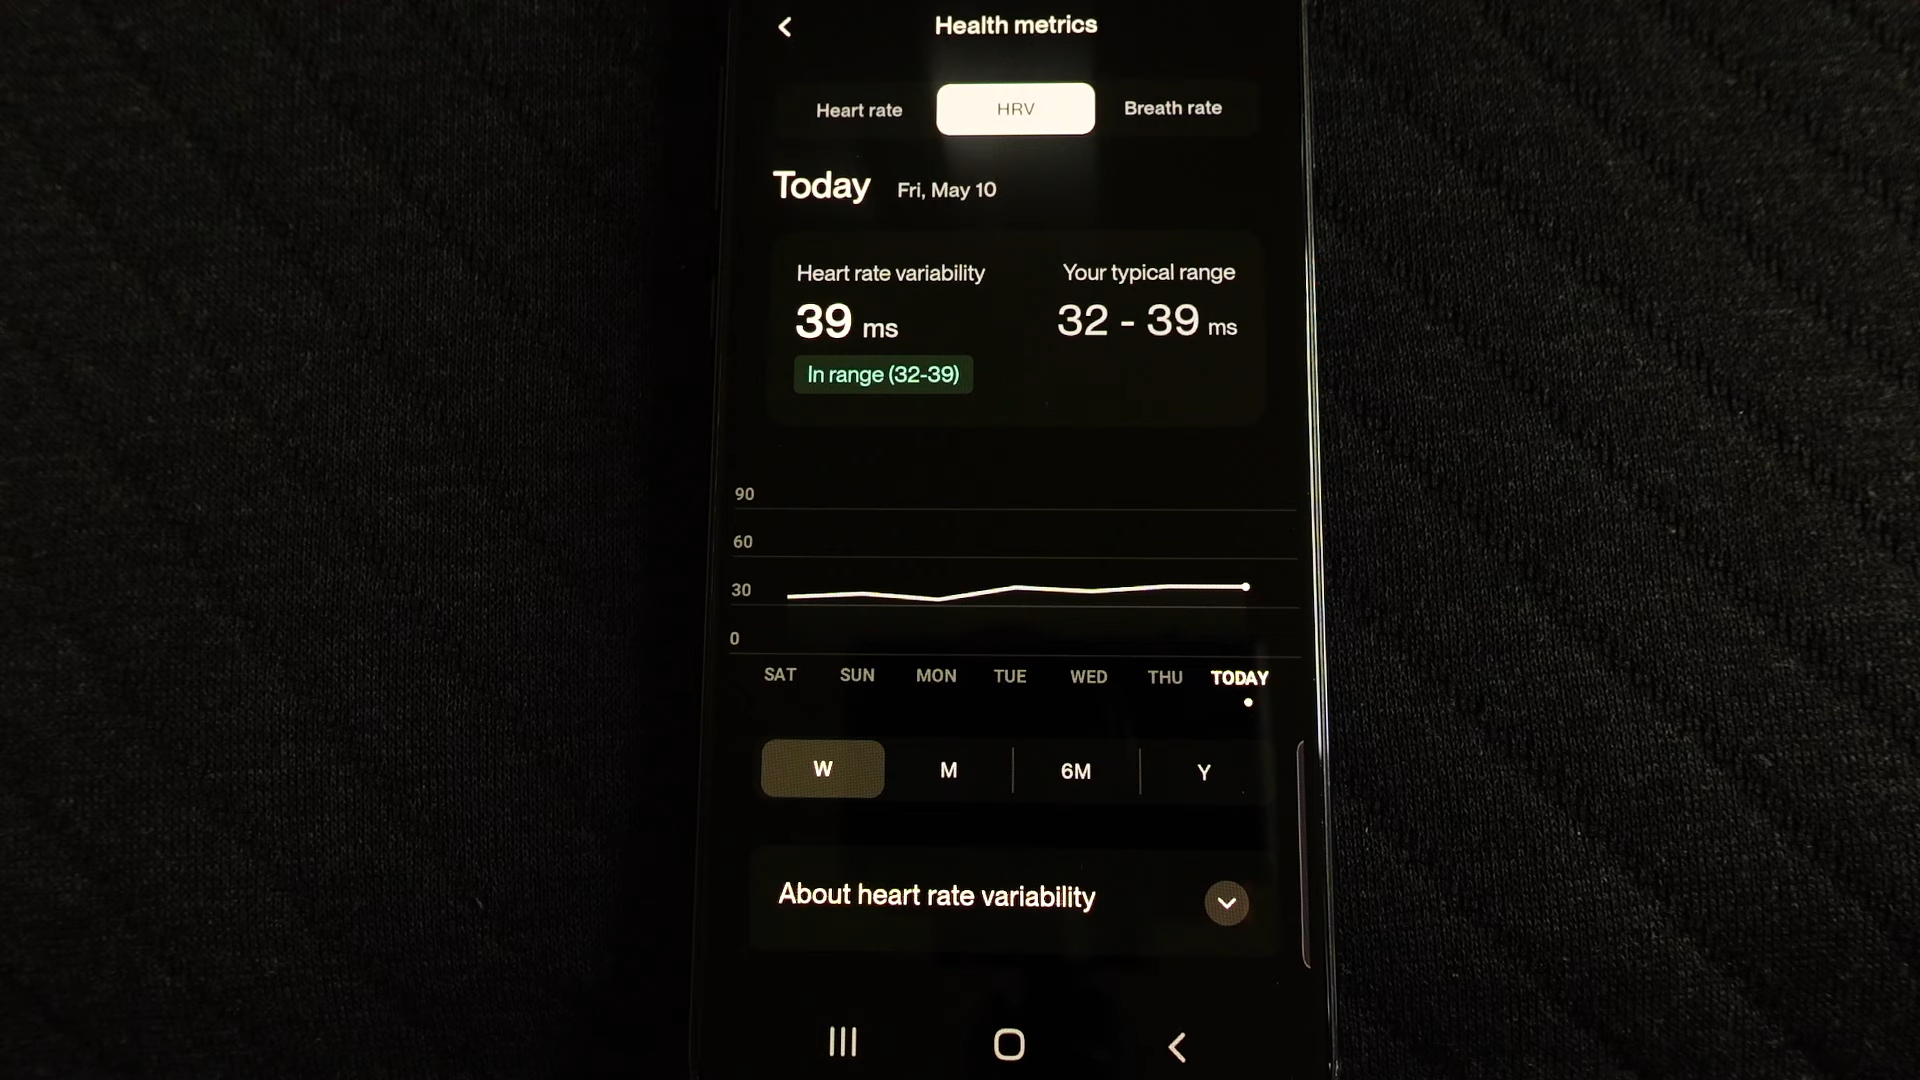 Health metrics
Heart rate HRV Breath rate
Today Fri, May 10
Heart rate variability Your typical range
39 ms 32 - 39 ms
In range (32-39)
90
60
30
0
SAT SUN MON TUE WED THU TODAY
W M 6M Y
About heart rate variability